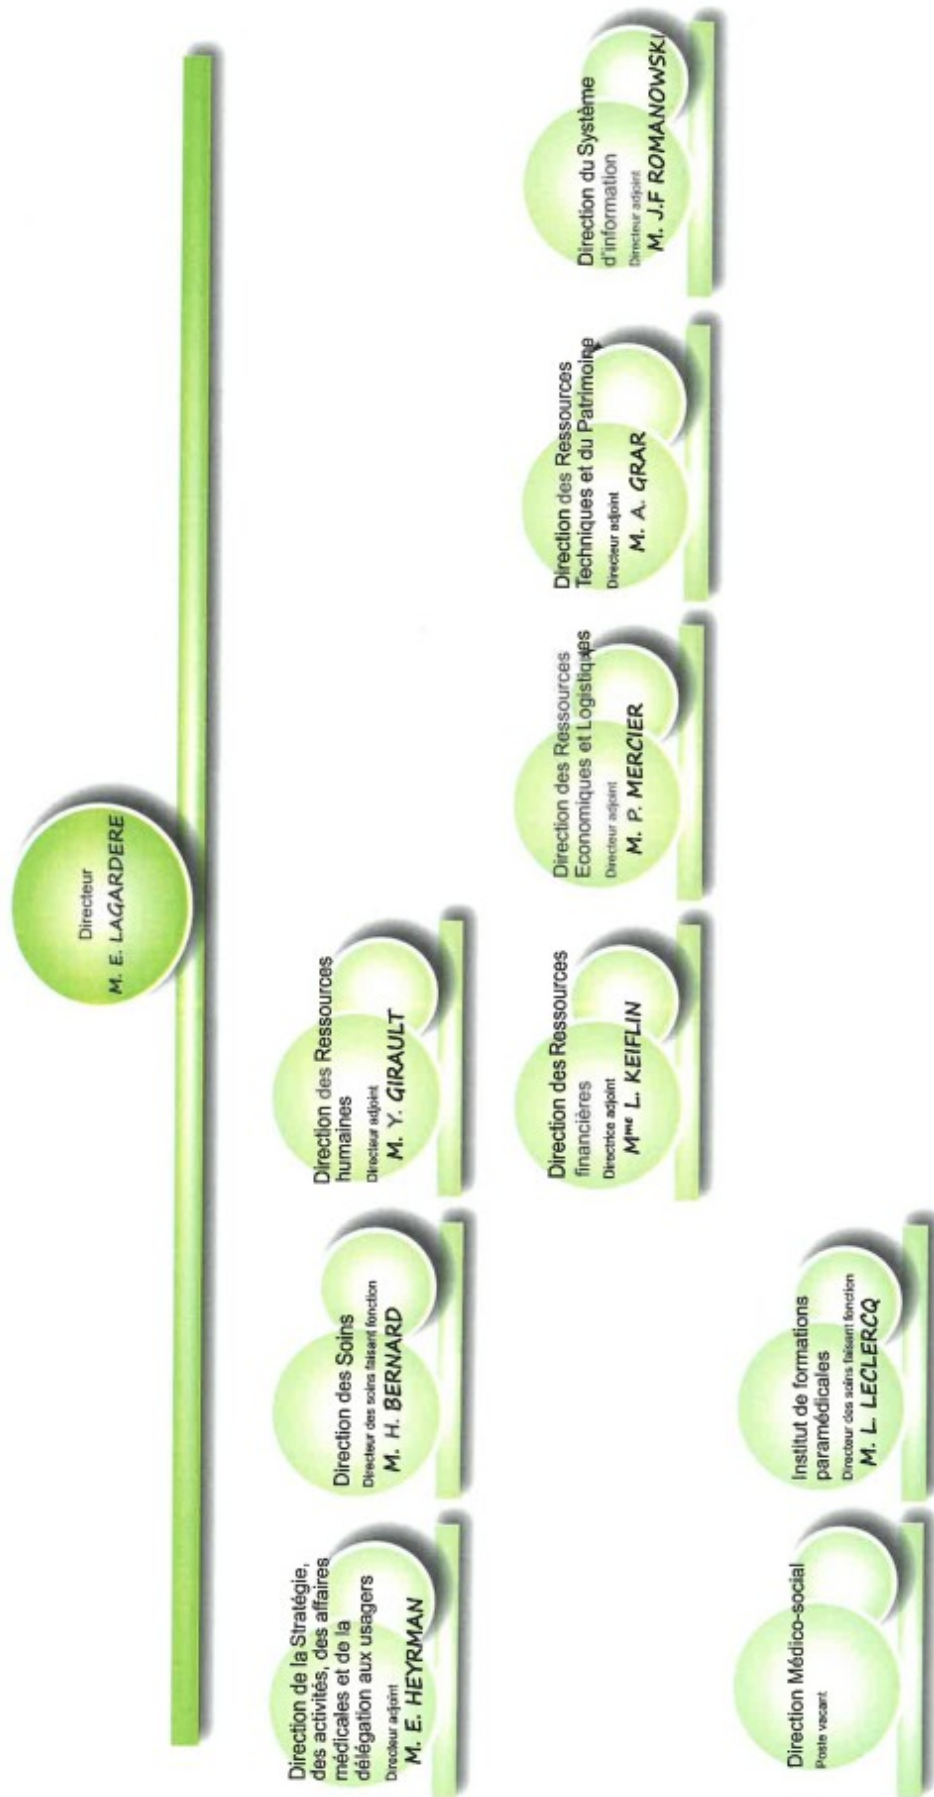 Directeur
M. E. LAGARDERE
Direction de la Stratégie,
des activités, des affaires
médicales et de la
délégation aux usagers
Directeur adjoint
M. E. HEYRMAN
Direction des Soins
Directeur des soins faisant fonction
M. H. BERNARD
Direction des Ressources
humaines
Directeur adjoint
M. Y. GIRAULT
Direction des Ressources
financières
Directrice adjoint
Mme L. KEIFLIN
Direction des Ressources
Economiques et Logistiques
Directeur adjoint
M. P. MERCIER
Direction des Ressources
Techniques et du Patrimoine
Directeur adjoint
M. A. GRAR
Direction du Système
d'information
Directeur adjoint
M. J.F ROMANOWSKI
Direction Médico-social
Poste vacant
Institut de formations
paramédicales
Directeur des soins faisant fonction
M. L. LECLERCQ